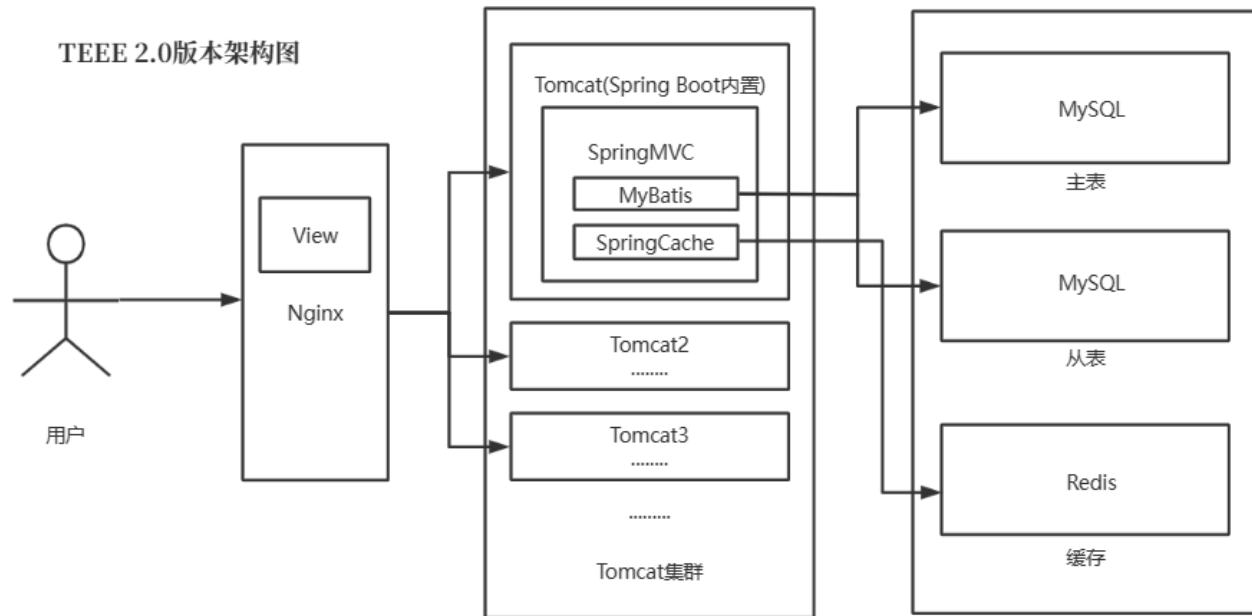 TEEE 2.0版本架构图
用户
View
Nginx
Tomcat(Spring Boot内置)
SpringMVC
MyBatis
SpringCache
Tomcat2
........
Tomcat3
........
.........
Tomcat集群
MySQL
主表
MySQL
从表
Redis
缓存